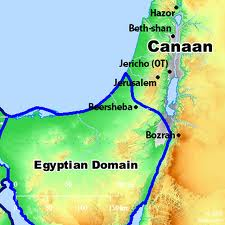 Hazor
Beth-shan
Canaan
Jericho (OT)
Jerusalem
Beersheba
Bozrah
Egyptian Domain